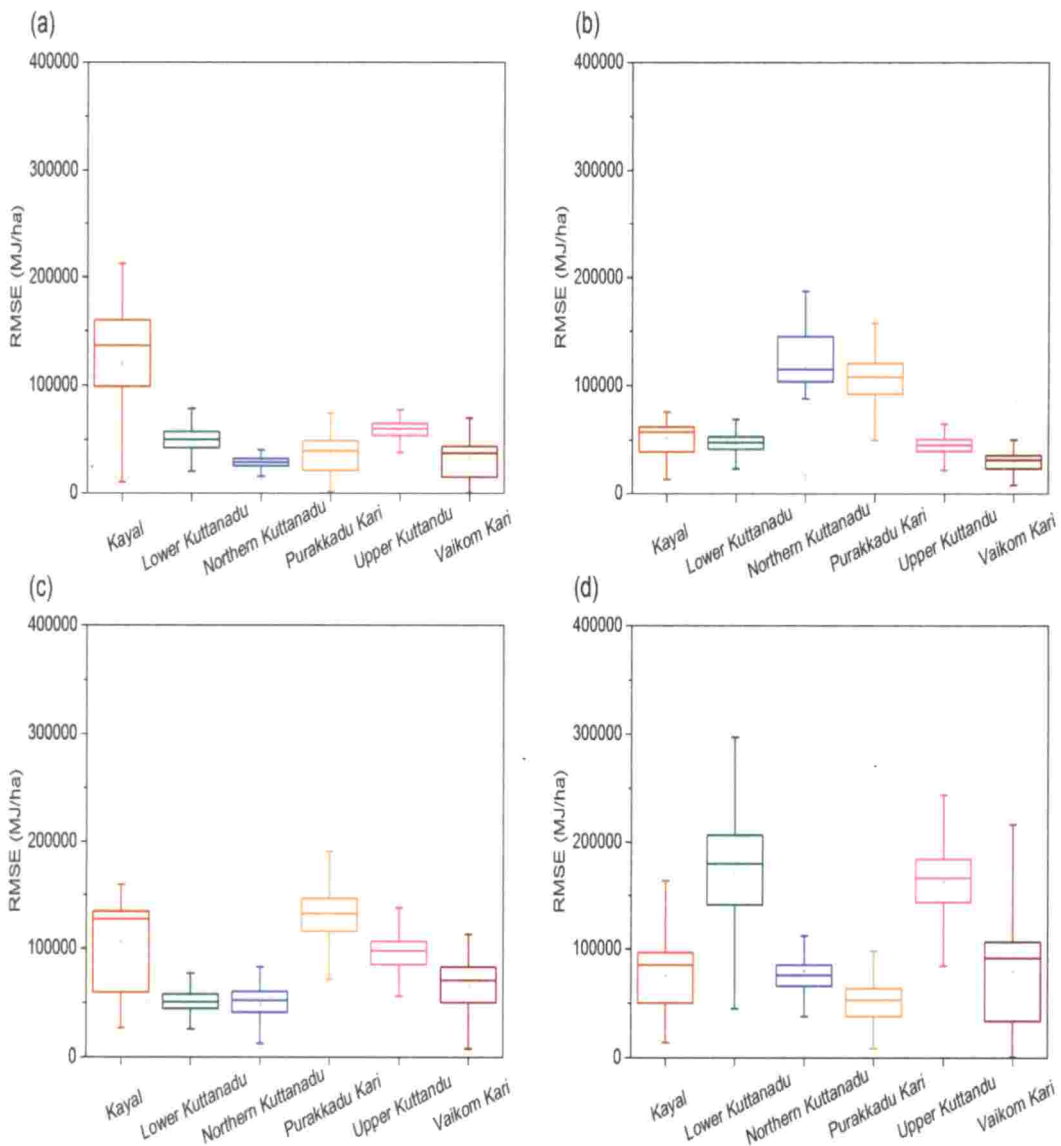 (a)
400000
300000
200000
100000
0
RMSE (MJ/ha)
Kayal
Lower Kuttanadu
Northern Kuttanadu
Purakkadu Kari
Upper Kuttandu
Vaikom Kari
(b)
400000
300000
200000
100000
0
RMSE (MJ/ha)
Kayal
Lower Kuttanadu
Northern Kuttanadu
Purakkadu Kari
Upper Kuttandu
Vaikom Kari
(c)
400000
300000
200000
100000
0
RMSE (MJ/ha)
Kayal
Lower Kuttanadu
Northern Kuttanadu
Purakkadu Kari
Upper Kuttandu
Vaikom Kari
(d)
400000
300000
200000
100000
0
RMSE (MJ/ha)
Kayal
Lower Kuttanadu
Northern Kuttanadu
Purakkadu Kari
Upper Kuttandu
Vaikom Kari